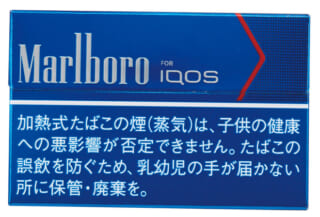 Marlboro FOR IQOS
加熱式たばこの煙(蒸気)は、子供の健康
への悪影響が否定できません。たばこの
誤飲を防ぐため、乳幼児の手が届かない
所に保管・廃棄を。